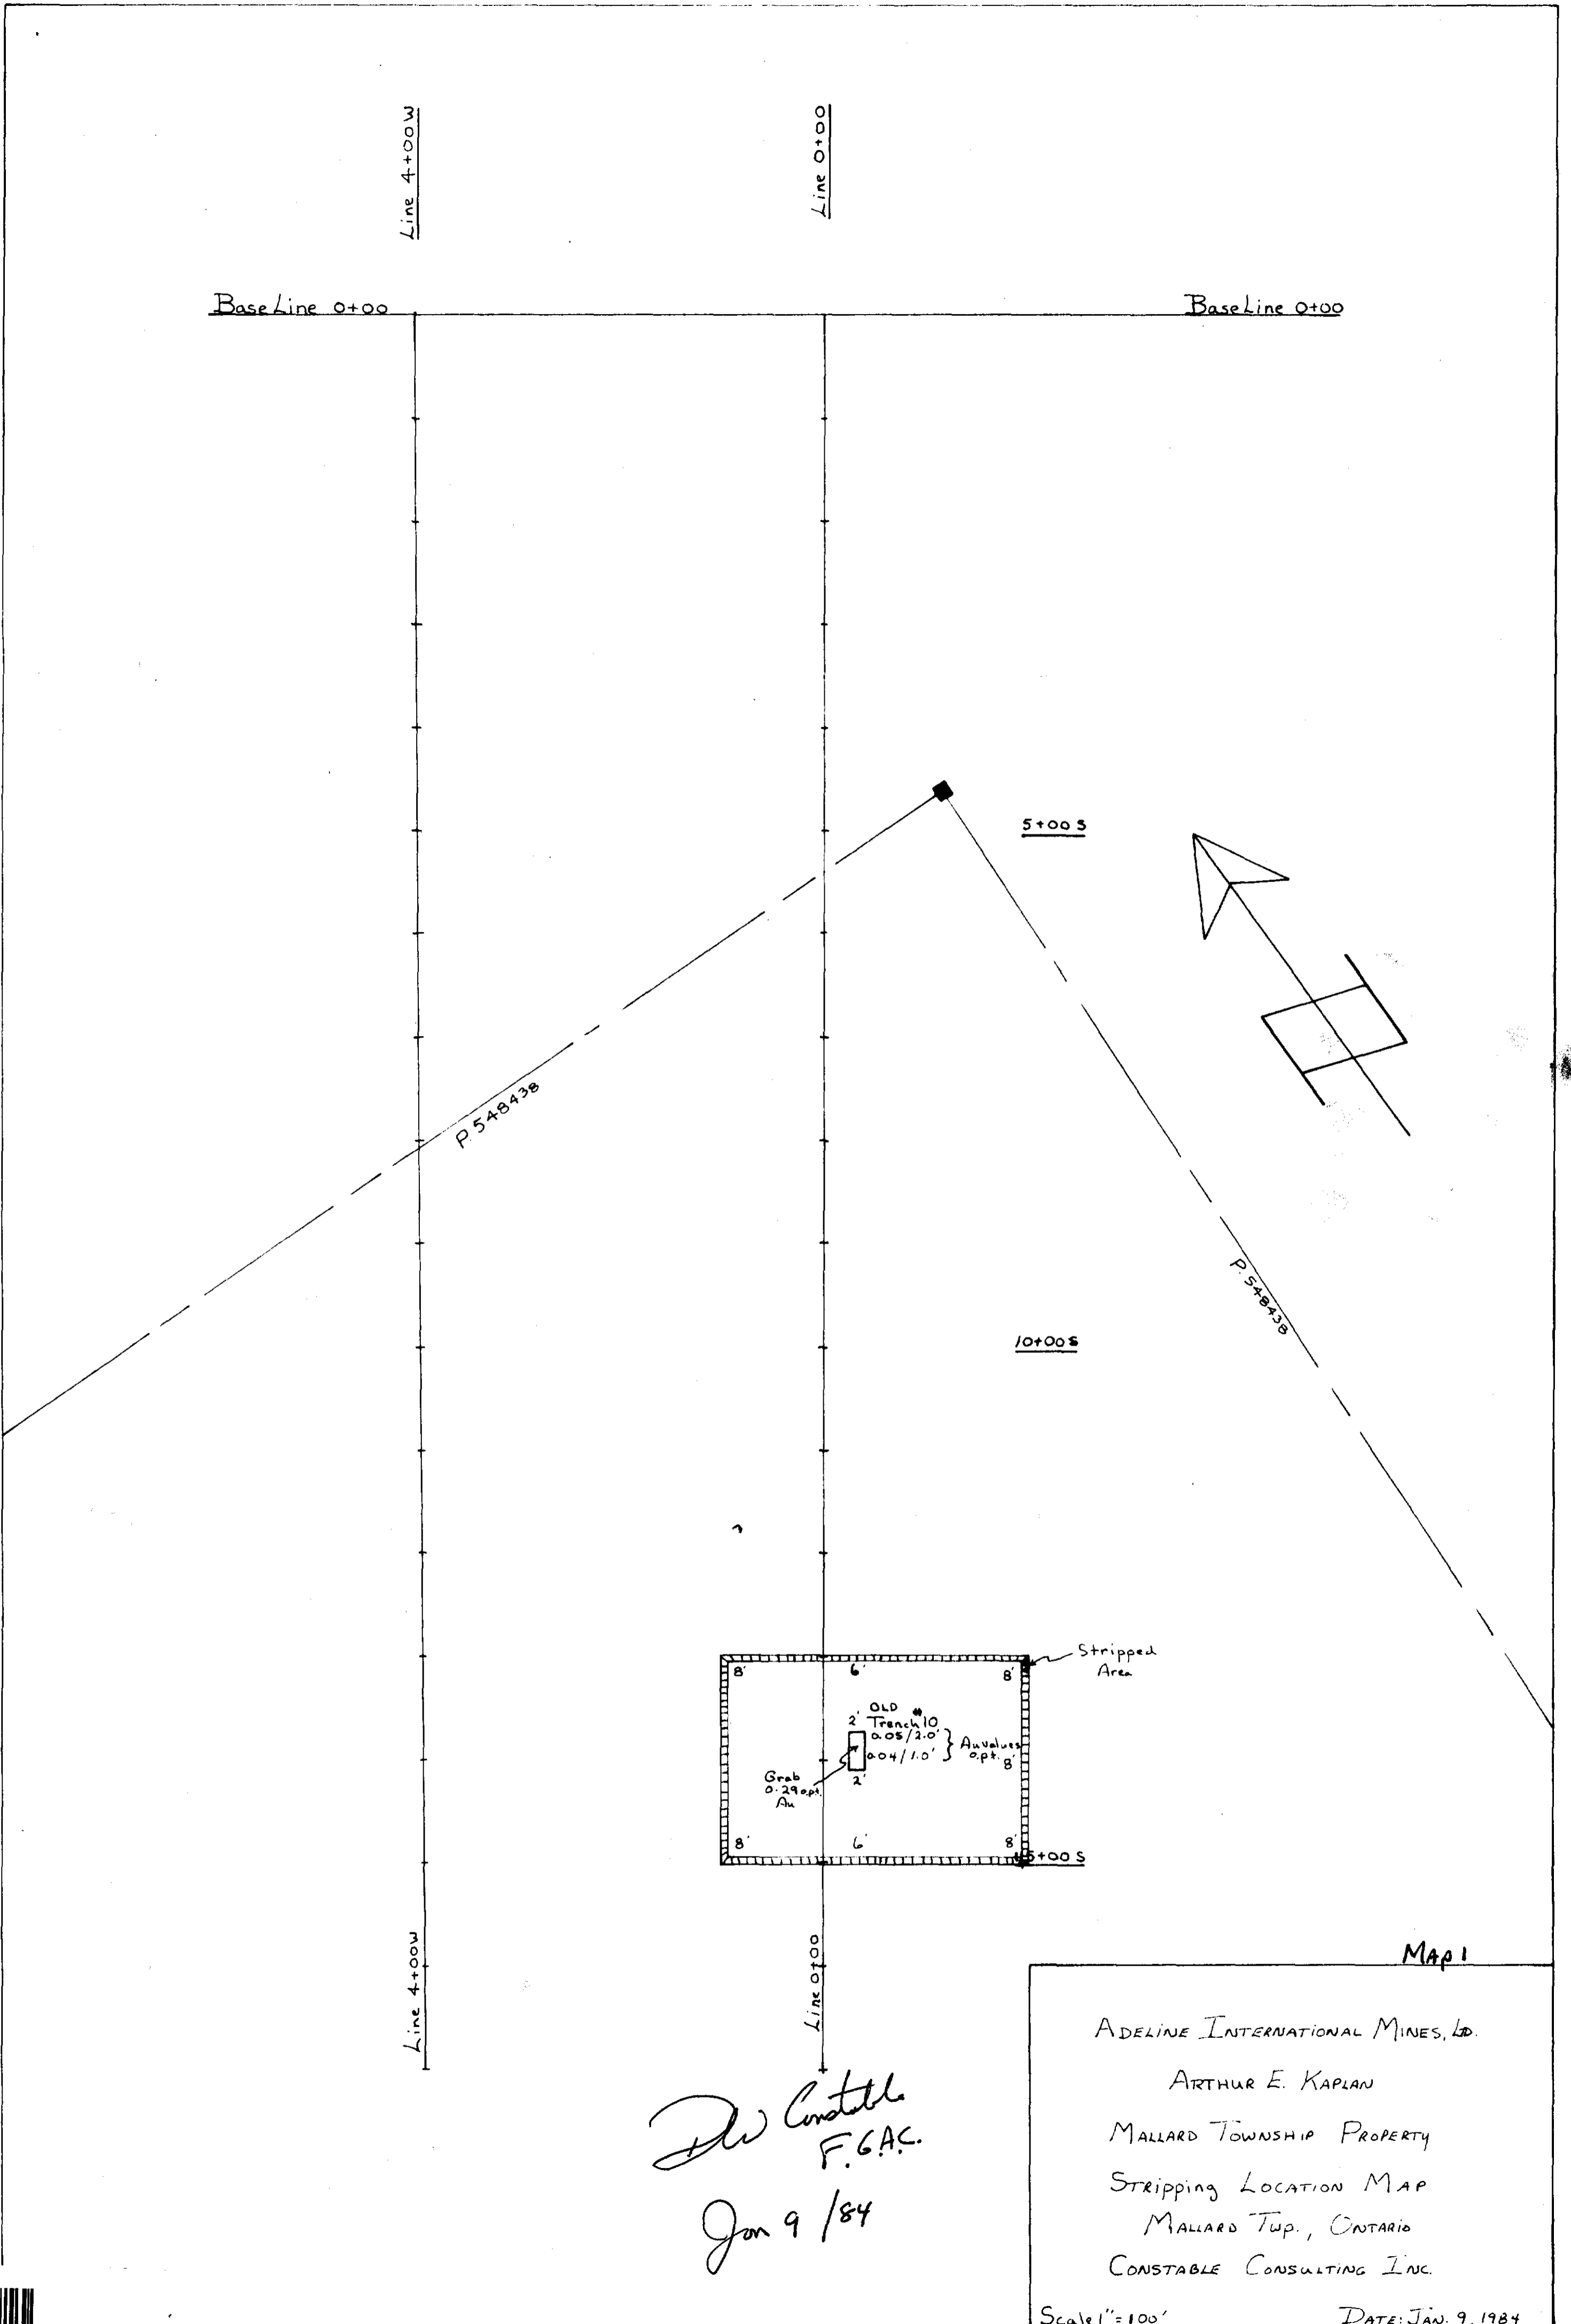 Line 4+00W
Line 0+00
Base Line 0+00
Base Line 0+00
5+00 S
P. 548438
P. 548438
10+00 S
Stripped
Area
8'
6'
8'
OLD #
2' Trench 10
0.05/2.0'
0.04/1.0'
} Au values
o.p.t.
8'
2'
Grab
0.29 opt.
Au
8'
6'
8'
15+00 S
Line 4+00W
Line 0+00
MAP 1
ADELINE INTERNATIONAL MINES, LTD.
ARTHUR E. KAPLAN
MALLARD TOWNSHIP PROPERTY
STRIPPING LOCATION MAP
MALLARD TWP., ONTARIO
CONSTABLE CONSULTING INC.
Scale 1"=100'
DATE: JAN. 9, 1984
DW Constable
F.G.A.C.
Jan 9 /84